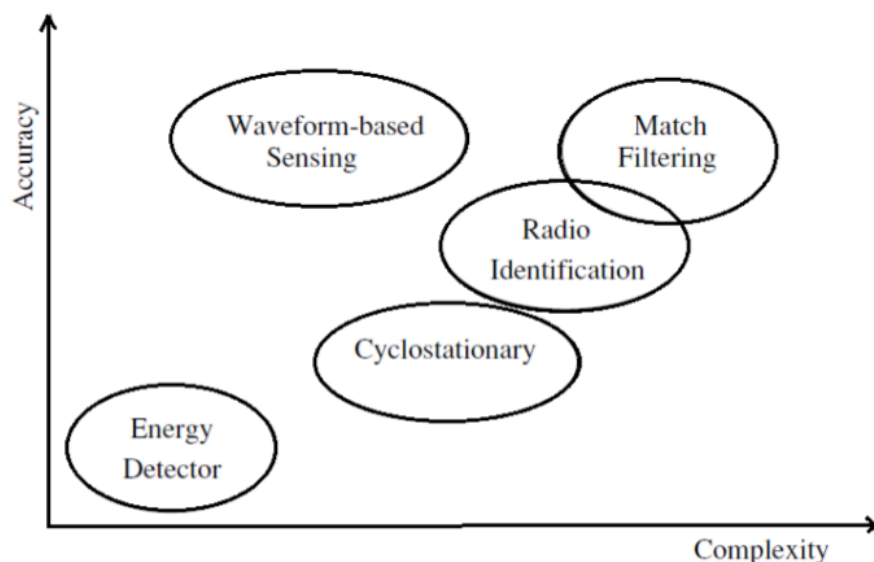 Accuracy
Waveform-based
Sensing
Match
Filtering
Radio
Identification
Cyclostationary
Energy
Detector
Complexity